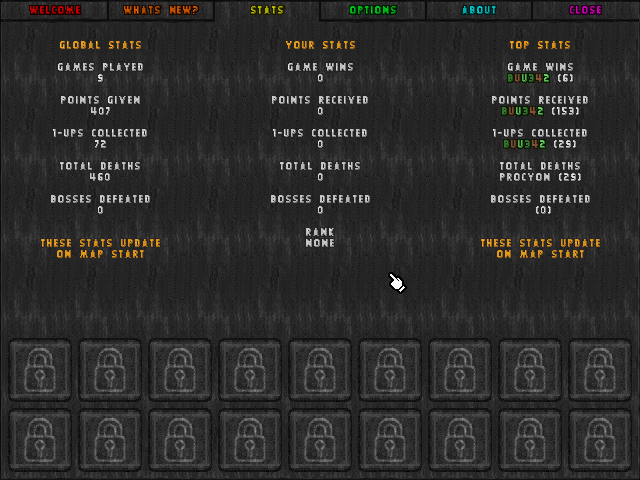 WELCOME WHATS NEW? STATS OPTIONS ABOUT CLOSE
GLOBAL STATS
GAMES PLAYED
9
POINTS GIVEN
407
1-UPS COLLECTED
72
TOTAL DEATHS
460
BOSSES DEFEATED
0
THESE STATS UPDATE
ON MAP START
YOUR STATS
GAME WINS
0
POINTS RECEIVED
0
1-UPS COLLECTED
0
TOTAL DEATHS
0
BOSSES DEFEATED
0
RANK
NONE
TOP STATS
GAME WINS
BUU342 (6)
POINTS RECEIVED
BUU342 (153)
1-UPS COLLECTED
BUU342 (29)
TOTAL DEATHS
PROCYON (29)
BOSSES DEFEATED
(0)
THESE STATS UPDATE
ON MAP START